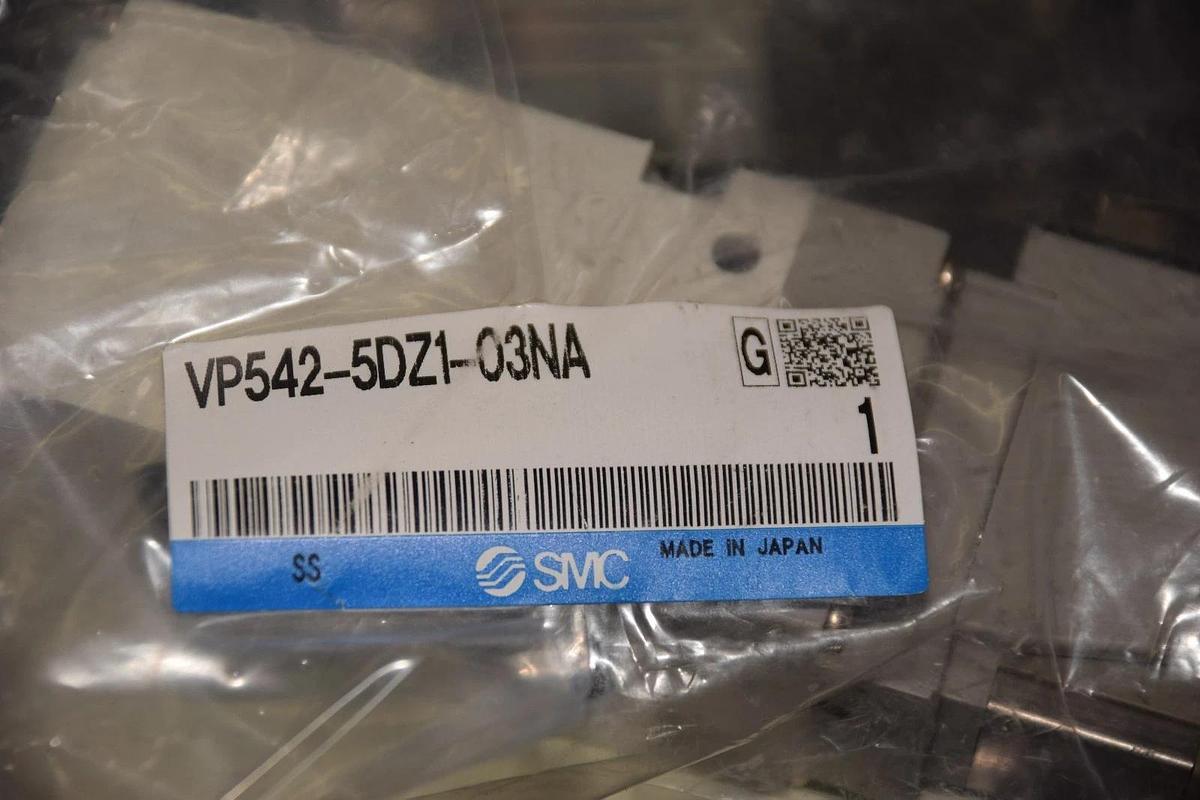 VP542-5DZ1-03NA
G
1
SS
SMC
MADE IN JAPAN